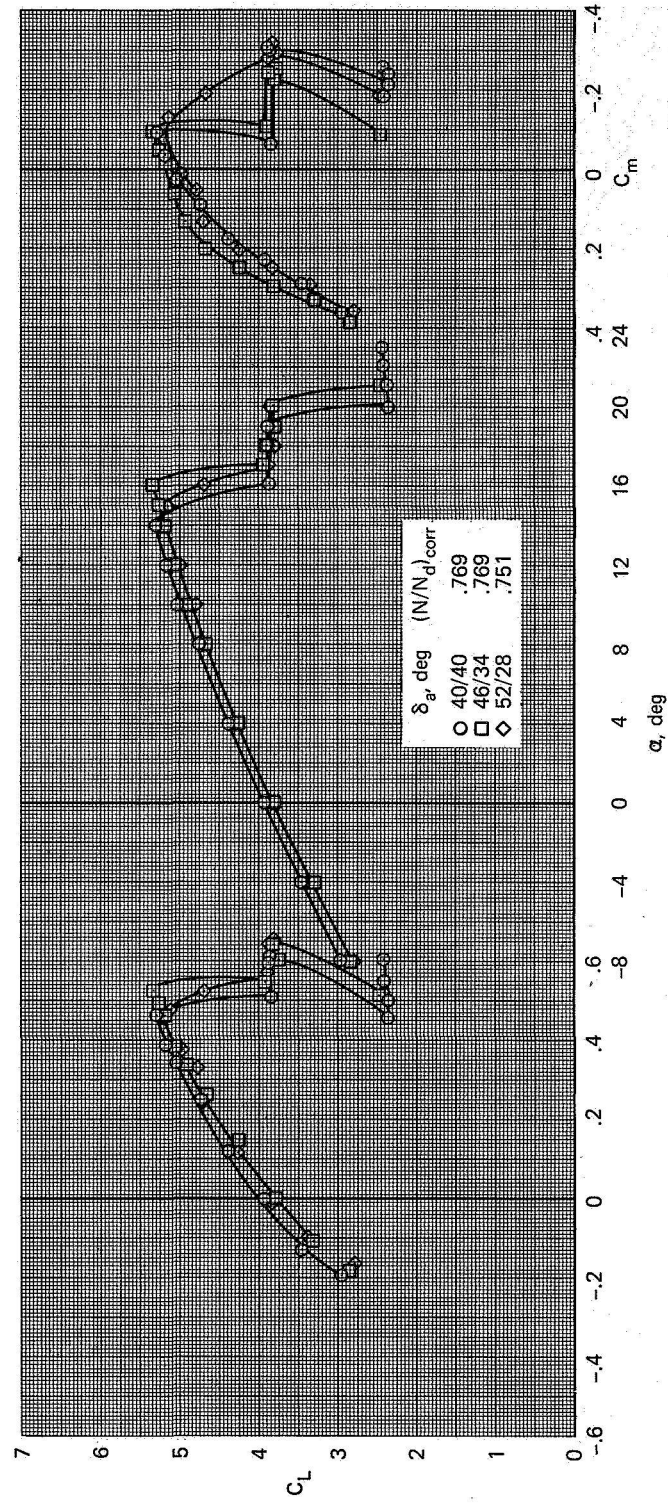 7
6
5
C_L 4
3
2
1
0
-.6 -.4 -.2 0 .2 .4 .6
-8 -4 0 4 8 12 16 20 24
α, deg
.4 .2 0 -.2 -.4
C_m
δ_a, deg (N/N_d)_corr
○ 40/40 .769
□ 46/34 .769
◇ 52/28 .751